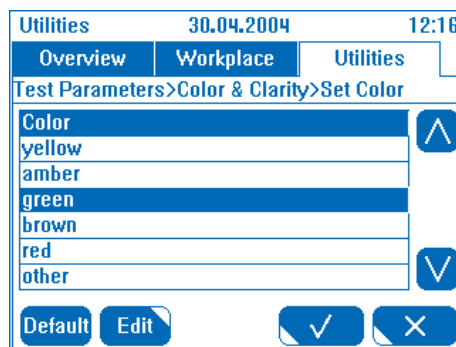 Utilities 30.04.2004 12:16
Overview Workplace Utilities
Test Parameters>Color & Clarity>Set Color
Color
yellow
amber
green
brown
red
other
Default Edit